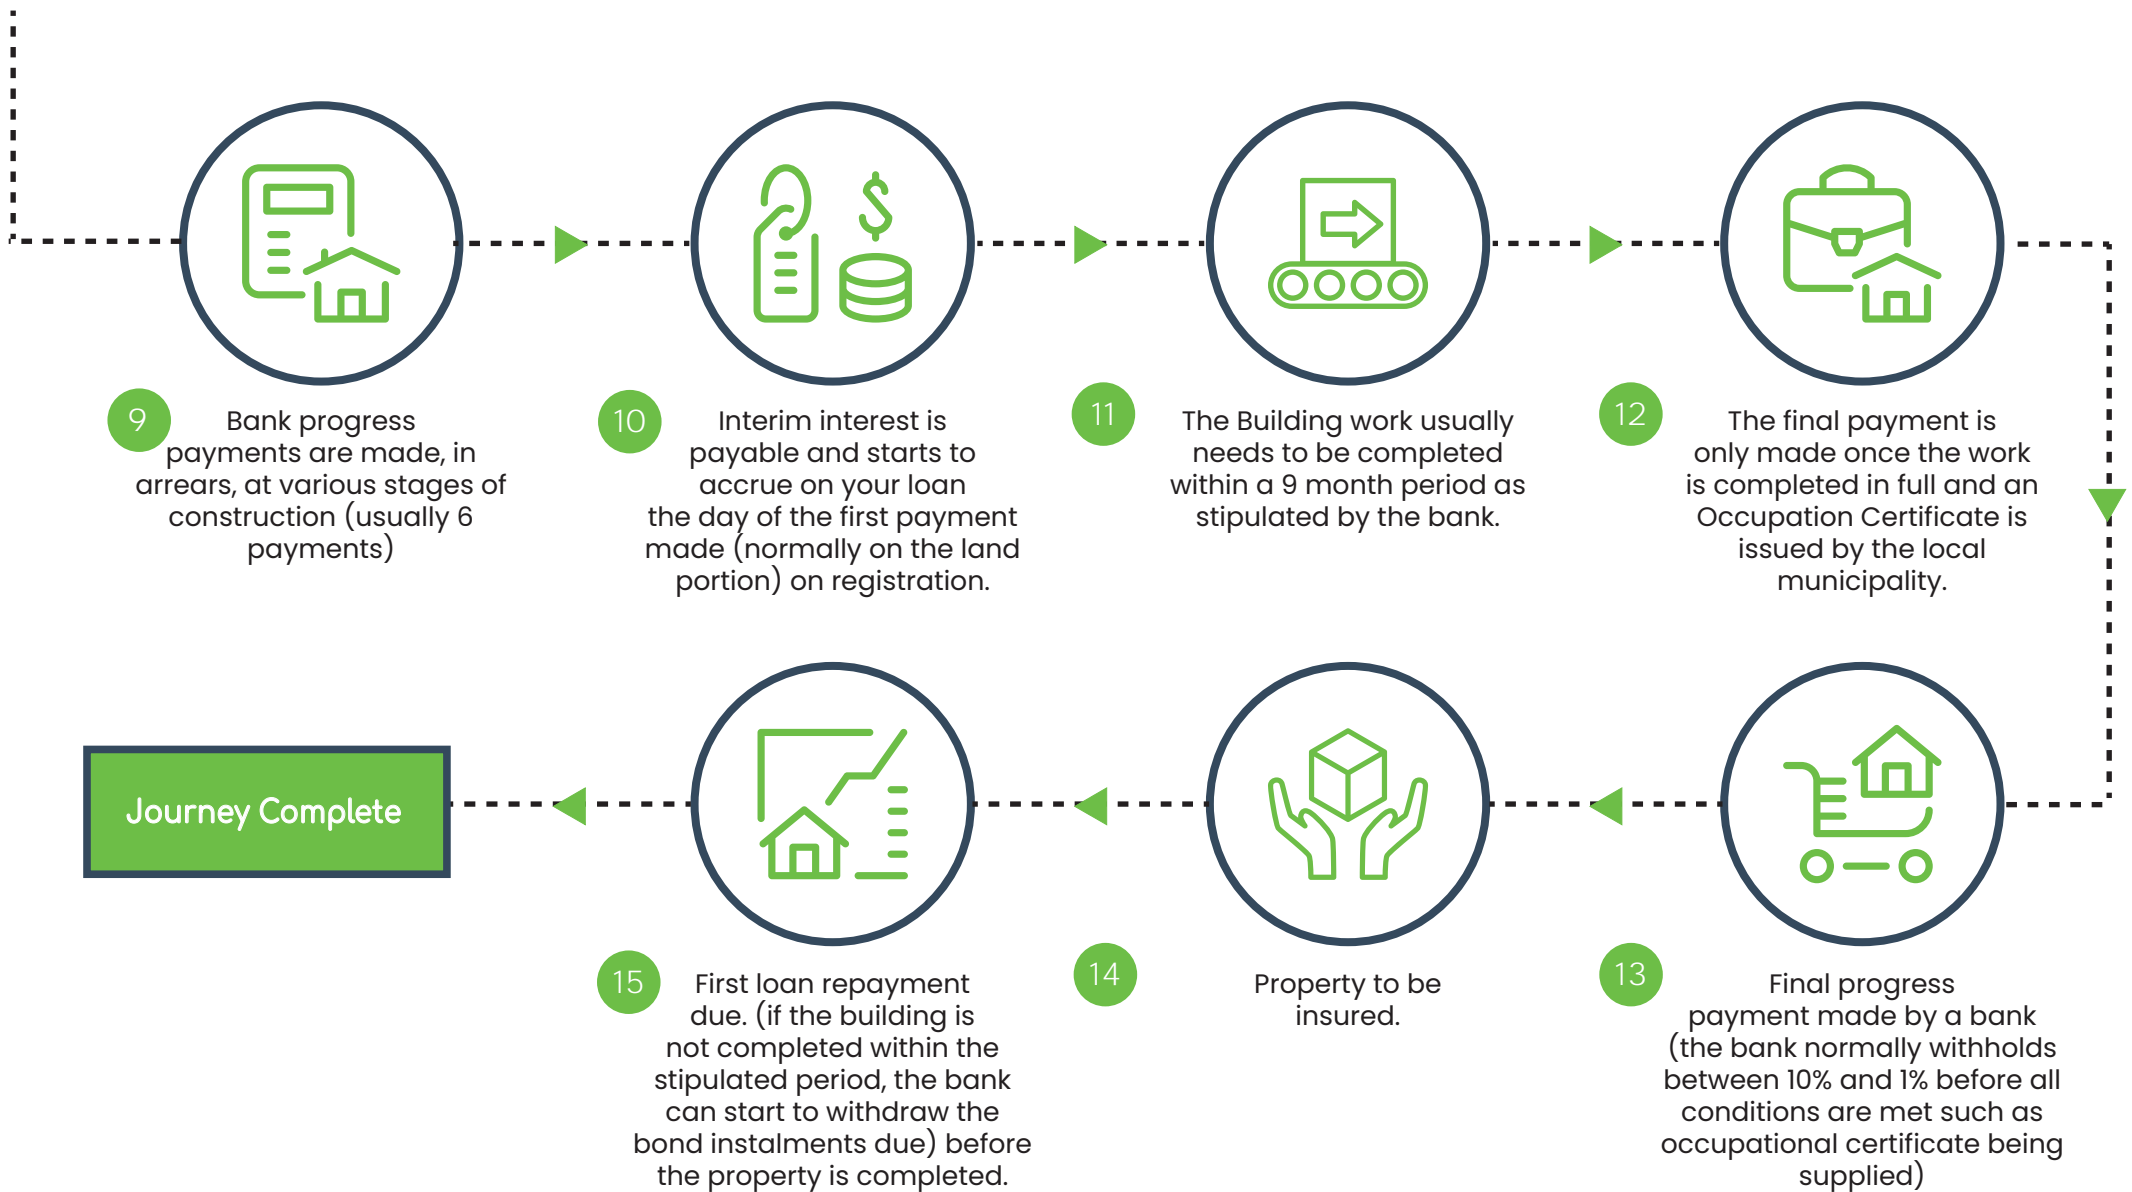 9
Bank progress
payments are made, in
arrears, at various stages of
construction (usually 6
payments)
10
Interim interest is
payable and starts to
accrue on your loan
the day of the first payment
made (normally on the land
portion) on registration.
11
The Building work usually
needs to be completed
within a 9 month period as
stipulated by the bank.
12
The final payment is
only made once the work
is completed in full and an
Occupation Certificate is
issued by the local
municipality.
13
Final progress
payment made by a bank
(the bank normally withholds
between 10% and 1% before all
conditions are met such as
occupational certificate being
supplied)
14
Property to be
insured.
15
First loan repayment
due. (if the building is
not completed within the
stipulated period, the bank
can start to withdraw the
bond instalments due) before
the property is completed.
Journey Complete